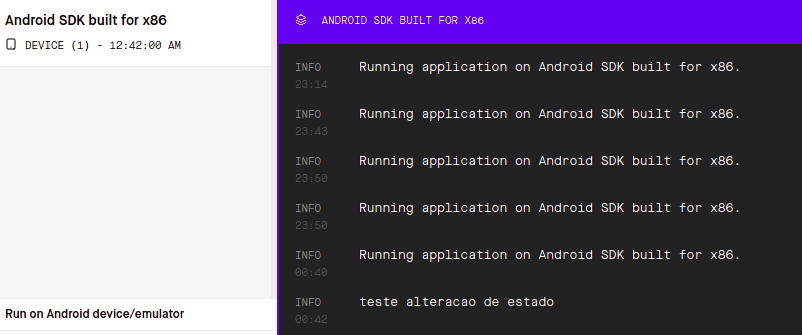 Android SDK built for x86
DEVICE (1) - 12:42:00 AM
Run on Android device/emulator
ANDROID SDK BUILT FOR X86
INFO Running application on Android SDK built for x86.
23:14
INFO Running application on Android SDK built for x86.
23:43
INFO Running application on Android SDK built for x86.
23:50
INFO Running application on Android SDK built for x86.
23:50
INFO Running application on Android SDK built for x86.
00:40
INFO teste alteracao de estado
00:42